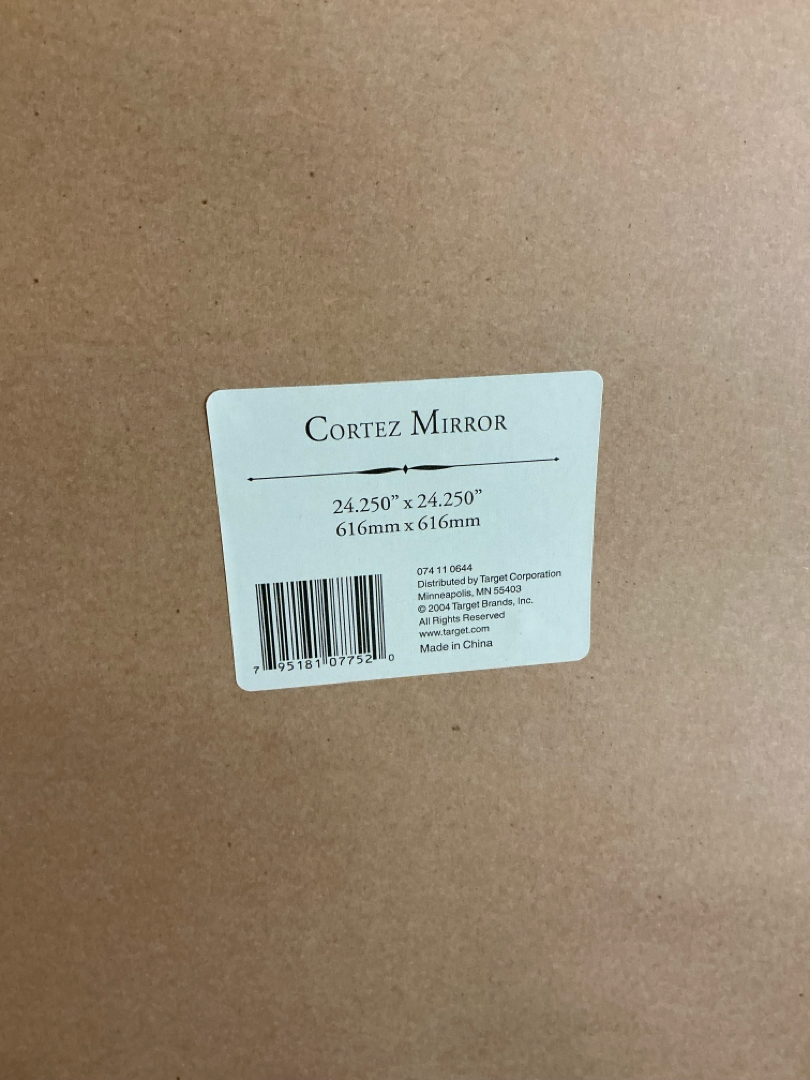 CORTEZ MIRROR
24.250” x 24.250”
616mm x 616mm
074 11 0644
Distributed by Target Corporation
Minneapolis, MN 55403
© 2004 Target Brands, Inc.
All Rights Reserved
www.target.com
Made in China
7 95181 07752 0